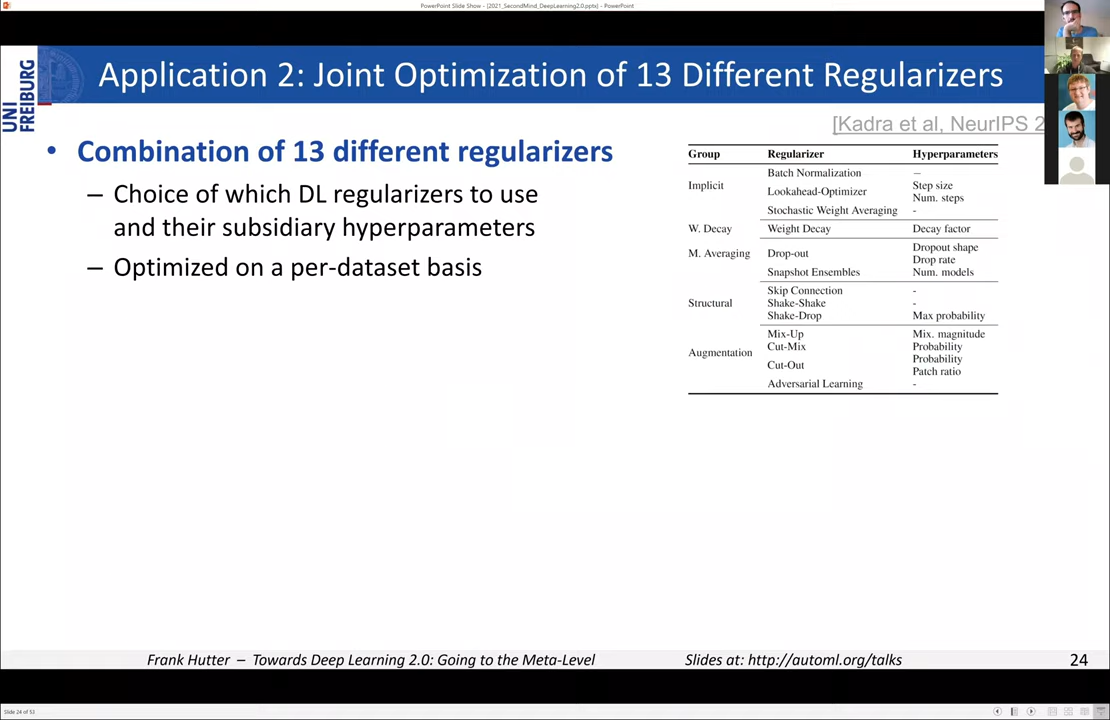 PowerPoint Slide Show - [2021_SecondMind_DeepLearning2.0.pptx] - PowerPoint
UNI
FREIBURG
Application 2: Joint Optimization of 13 Different Regularizers
[Kadra et al, NeurIPS 2
• Combination of 13 different regularizers
– Choice of which DL regularizers to use
and their subsidiary hyperparameters
– Optimized on a per-dataset basis
Group Regularizer Hyperparameters
Implicit
Batch Normalization –
Lookahead-Optimizer Step size
Num. steps
Stochastic Weight Averaging -
W. Decay Weight Decay Decay factor
M. Averaging Drop-out Dropout shape
Drop rate
Snapshot Ensembles Num. models
Structural
Skip Connection -
Shake-Shake -
Shake-Drop Max probability
Augmentation
Mix-Up Mix. magnitude
Cut-Mix Probability
Cut-Out Probability
Patch ratio
Adversarial Learning -
Frank Hutter – Towards Deep Learning 2.0: Going to the Meta-Level
Slides at: http://automl.org/talks
24
Slide 24 of 53